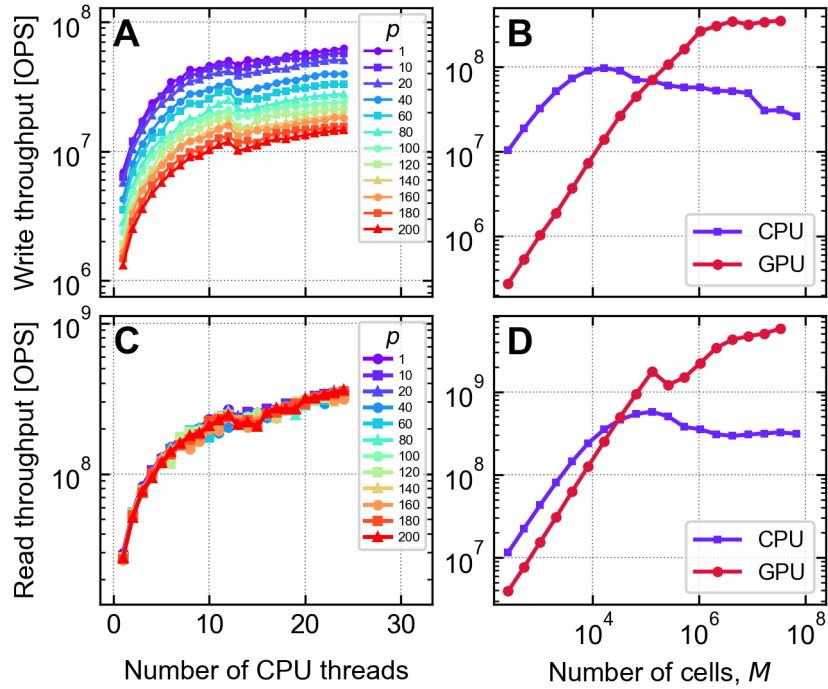 A
B
Write throughput [OPS]
10^8
10^7
10^6
p
1
10
20
40
60
80
100
120
140
160
180
200
10^8
10^7
10^6
CPU
GPU
C
D
Read throughput [OPS]
10^9
10^8
p
1
10
20
40
60
80
100
120
140
160
180
200
10^9
10^8
10^7
CPU
GPU
0 10 20 30
10^4 10^6 10^8
Number of CPU threads
Number of cells, M